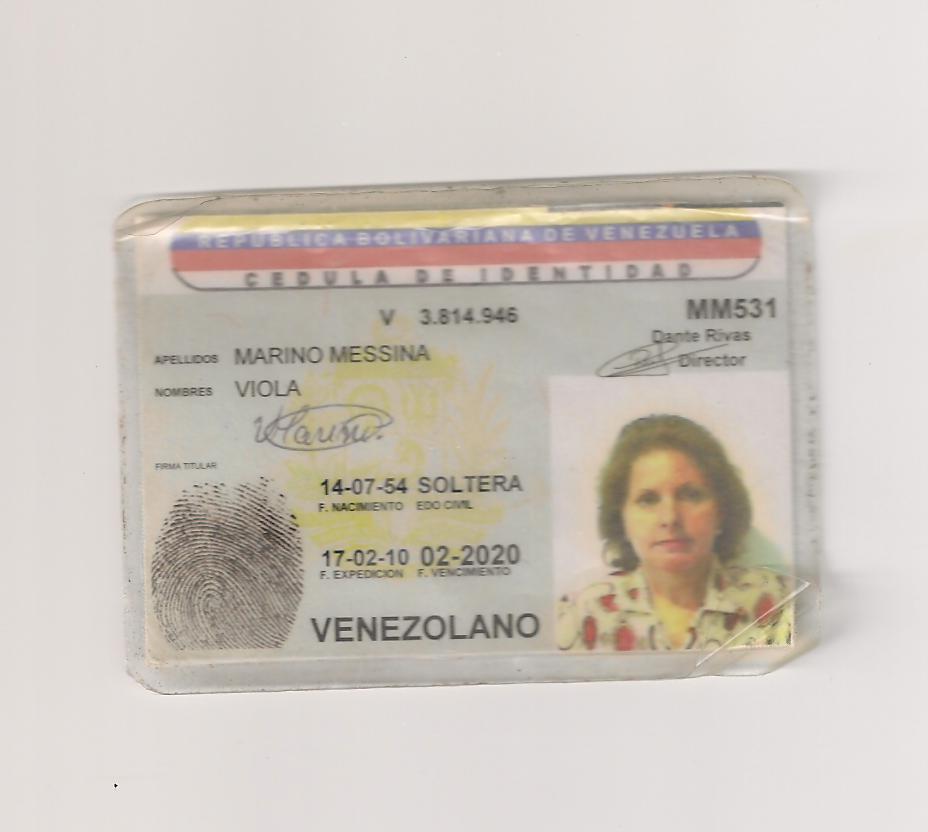 REPUBLICA BOLIVARIANA DE VENEZUELA
CEDULA DE IDENTIDAD
V 3.814.946
MM531
Dante Rivas
Director
APELLIDOS MARINO MESSINA
NOMBRES VIOLA
VMarino.
FIRMA TITULAR
14-07-54 SOLTERA
F. NACIMIENTO EDO CIVIL
17-02-10 02-2020
F. EXPEDICION F. VENCIMIENTO
VENEZOLANO